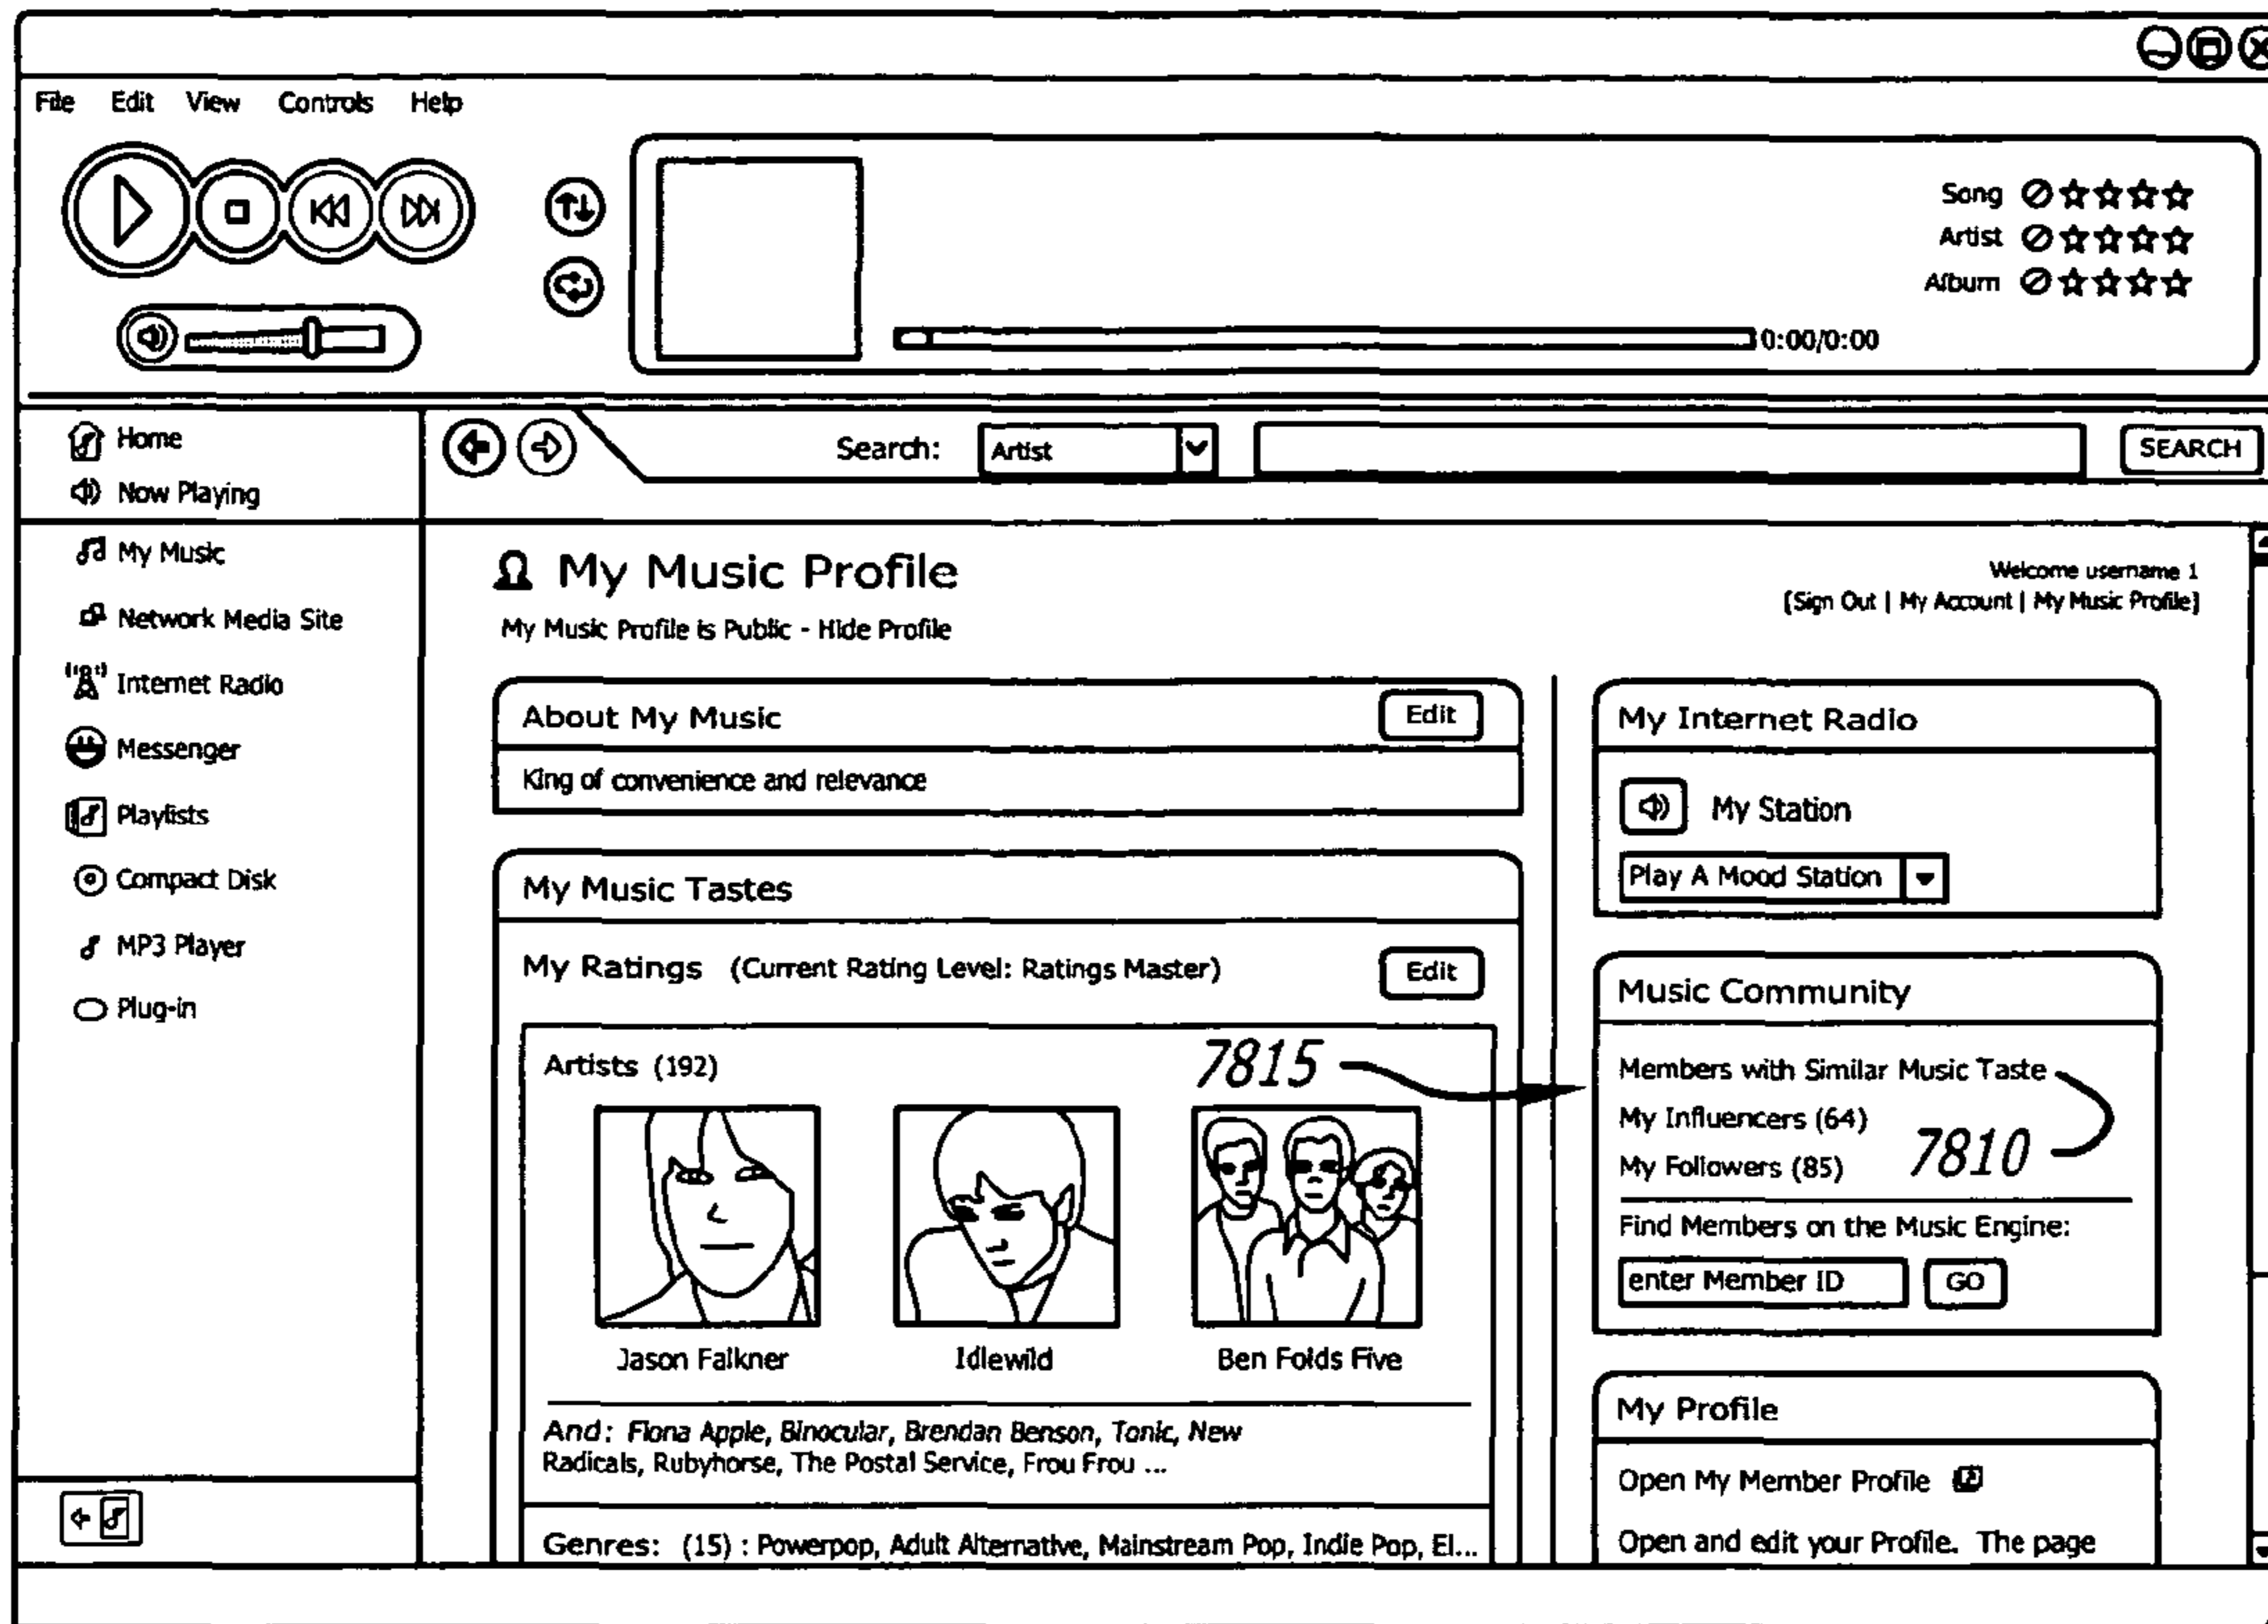 File Edit View Controls Help
Song
Artist
Album
0:00/0:00
Home
Now Playing
My Music
Network Media Site
Internet Radio
Messenger
Playlists
Compact Disk
MP3 Player
Plug-in
Search: Artist SEARCH
My Music Profile
My Music Profile is Public - Hide Profile
Welcome username 1
[Sign Out | My Account | My Music Profile]
About My Music Edit
King of convenience and relevance
My Music Tastes
My Ratings (Current Rating Level: Ratings Master) Edit
Artists (192)
7815
Jason Falkner Idlewild Ben Folds Five
And: Fiona Apple, Binocular, Brendan Benson, Tonic, New
Radicals, Rubyhorse, The Postal Service, Frou Frou ...
Genres: (15) : Powerpop, Adult Alternative, Mainstream Pop, Indie Pop, El...
My Internet Radio
My Station
Play A Mood Station
Music Community
Members with Similar Music Taste
My Influencers (64)
7810
My Followers (85)
Find Members on the Music Engine:
enter Member ID GO
My Profile
Open My Member Profile
Open and edit your Profile. The page